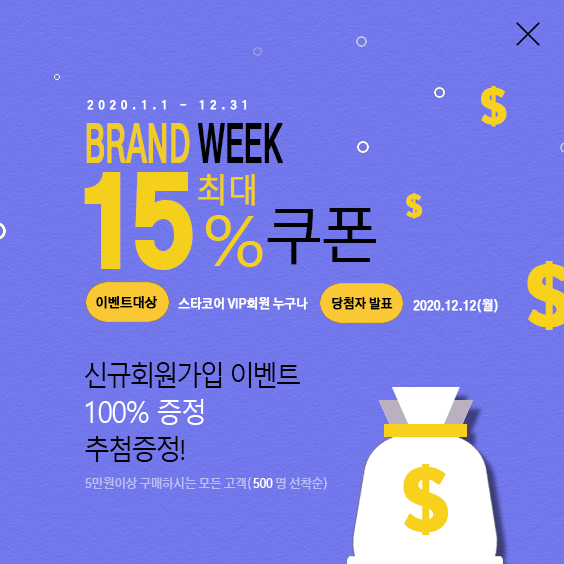 2020.1.1 - 12.31
BRAND WEEK
15% 최대 쿠폰
이벤트대상 스타코어 VIP회원 누구나 당첨자 발표 2020.12.12(월)
신규회원가입 이벤트
100% 증정
추첨증정!
5만원이상 구매하시는 모든 고객(500 명 선착순)
$
$
$
$